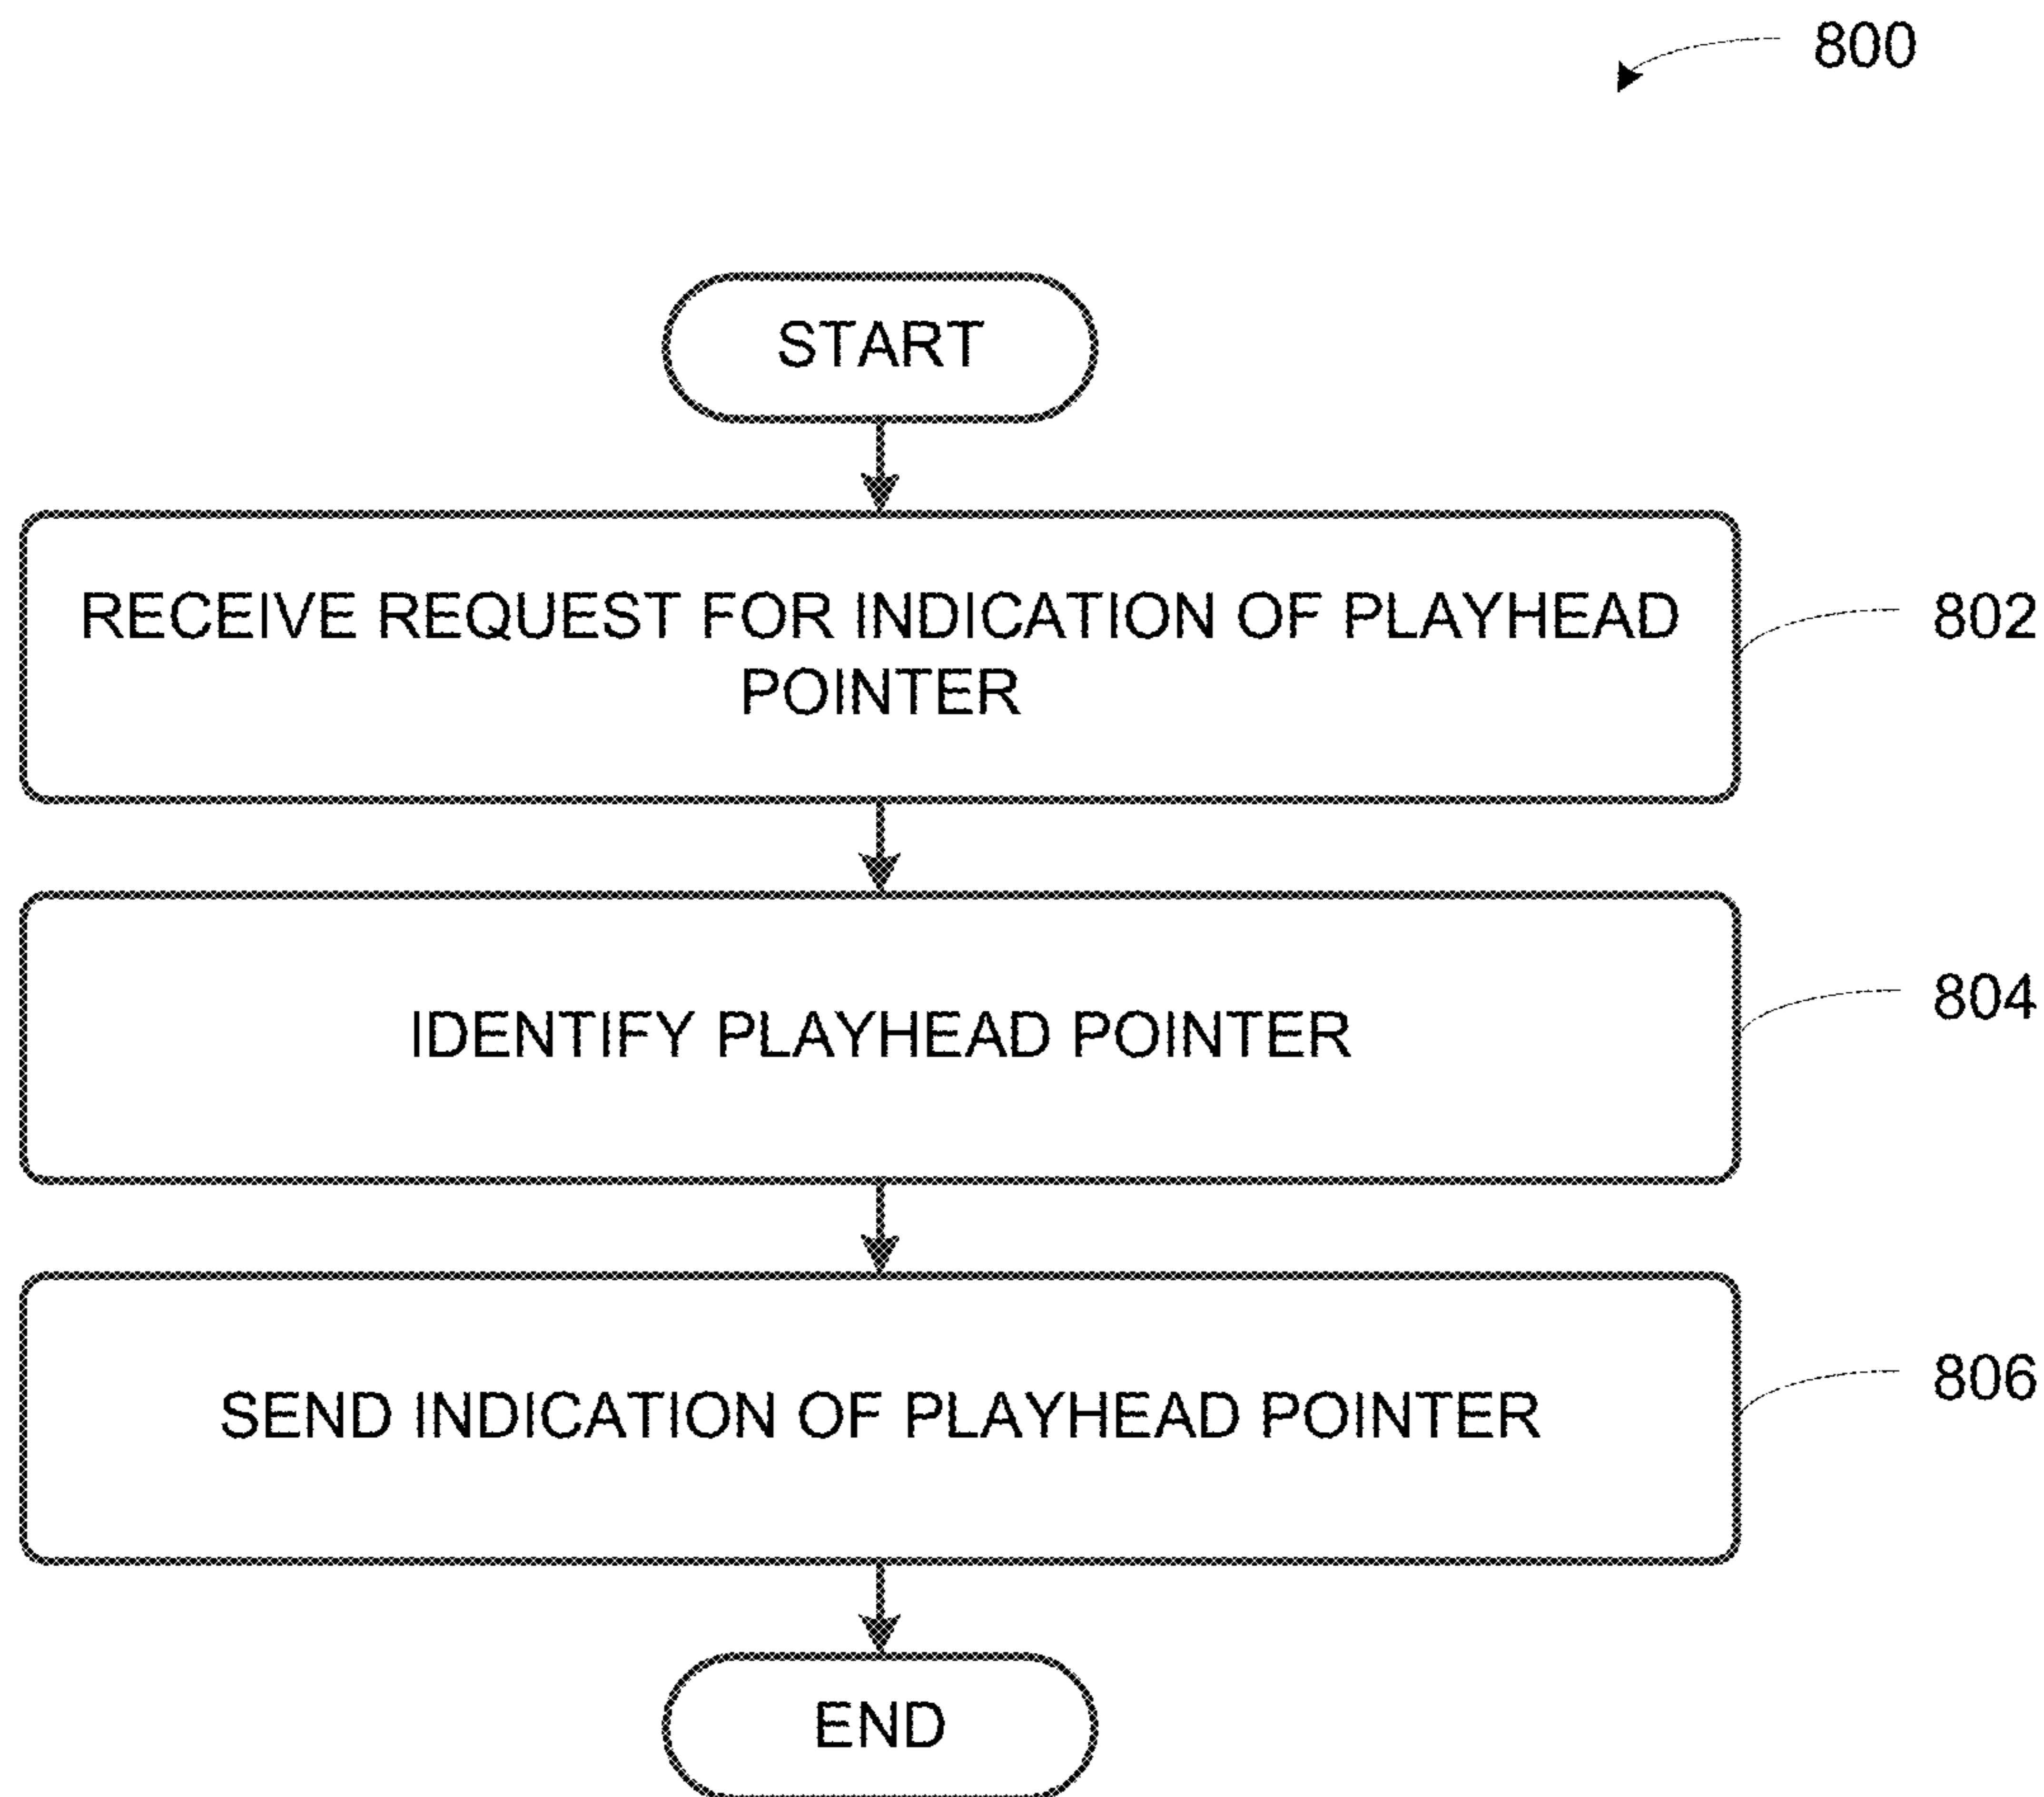 800
START
RECEIVE REQUEST FOR INDICATION OF PLAYHEAD
POINTER
802
IDENTIFY PLAYHEAD POINTER
804
SEND INDICATION OF PLAYHEAD POINTER
806
END